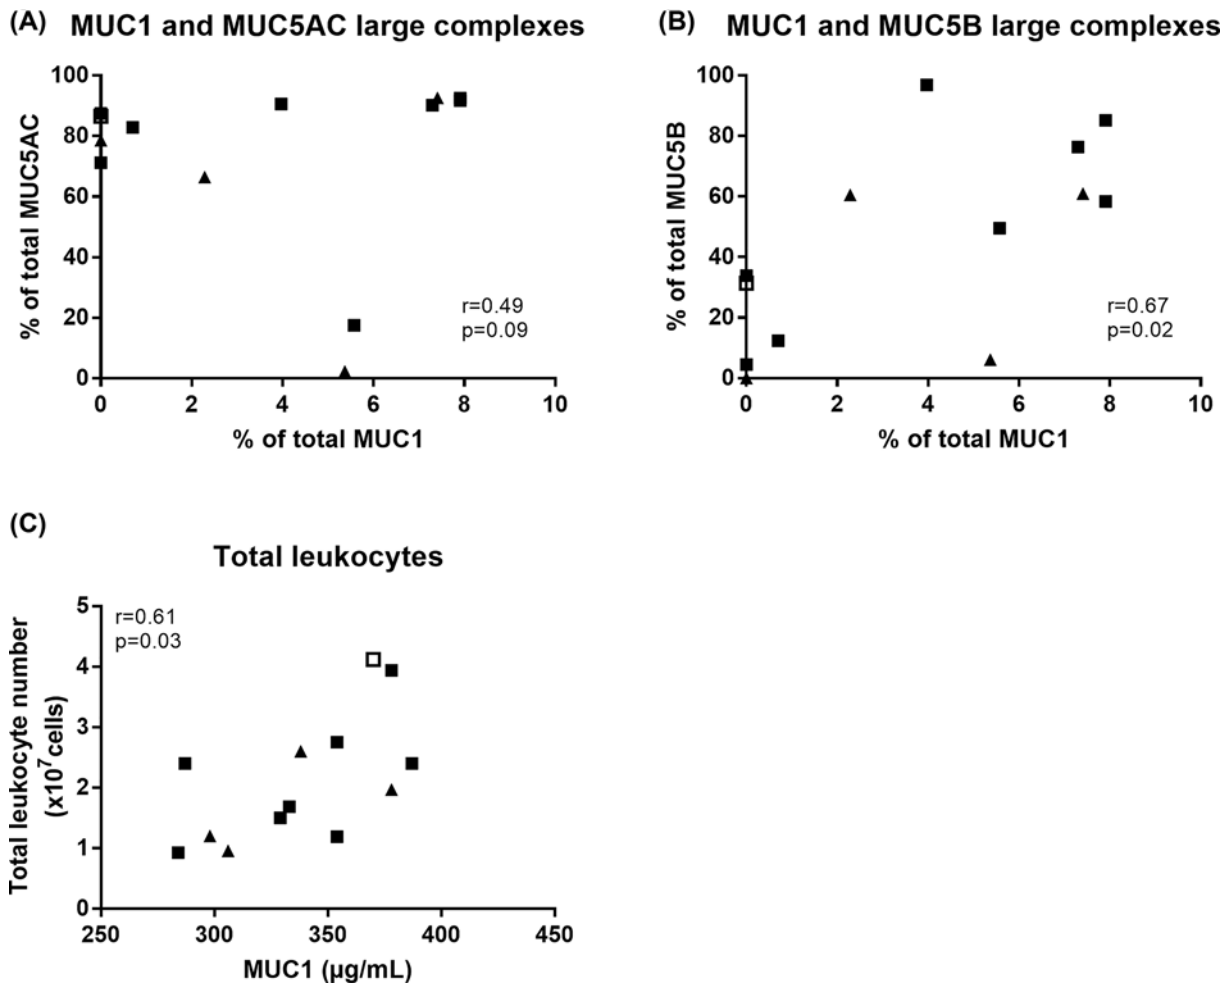 (A) MUC1 and MUC5AC large complexes
% of total MUC5AC
100
80
60
40
20
0
r=0.49
p=0.09
0 2 4 6 8 10
% of total MUC1
(B) MUC1 and MUC5B large complexes
% of total MUC5B
100
80
60
40
20
0
r=0.67
p=0.02
0 2 4 6 8 10
% of total MUC1
(C)
Total leukocytes
Total leukocyte number
(x10⁷cells)
5
4
3
2
1
0
r=0.61
p=0.03
250 300 350 400 450
MUC1 (µg/mL)